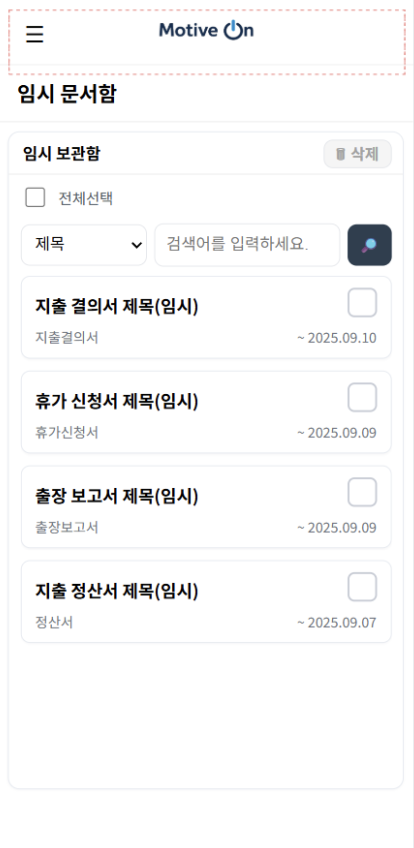 Motive On
임시 문서함
임시 보관함
삭제
전체선택
제목
검색어를 입력하세요.
지출 결의서 제목(임시)
지출결의서
~ 2025.09.10
휴가 신청서 제목(임시)
휴가신청서
~ 2025.09.09
출장 보고서 제목(임시)
출장보고서
~ 2025.09.09
지출 정산서 제목(임시)
정산서
~ 2025.09.07